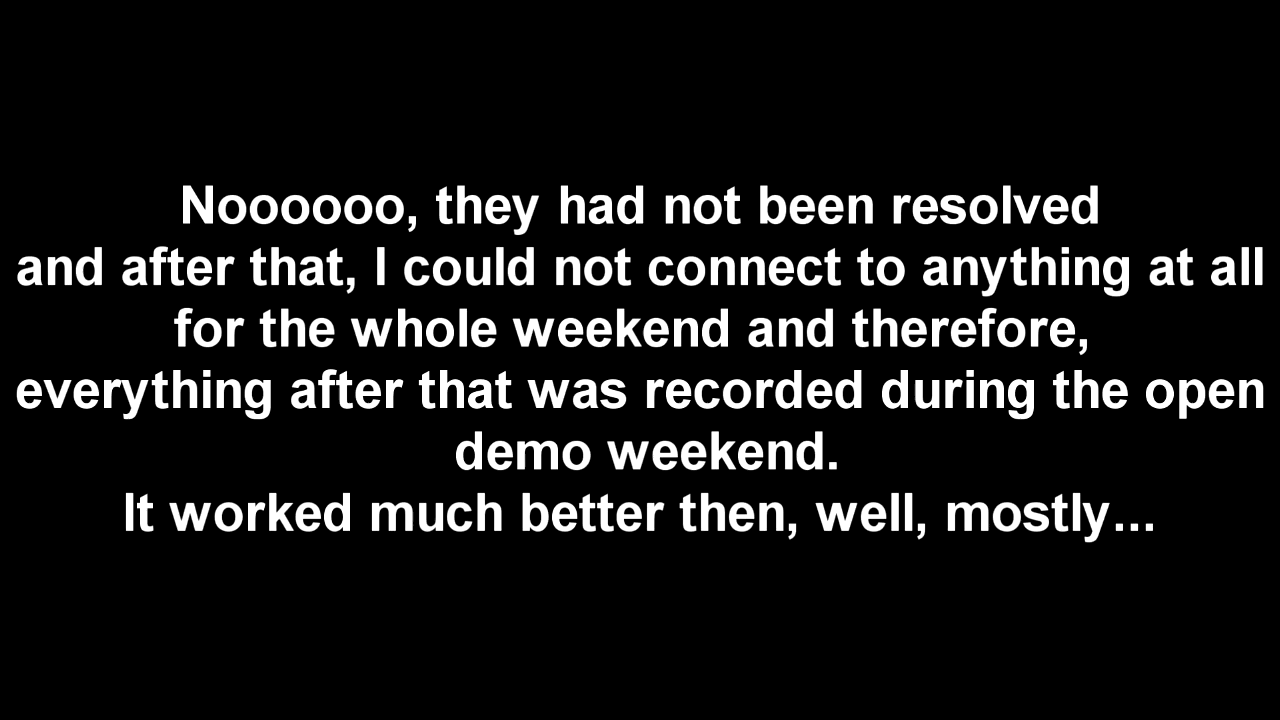 Noooooo, they had not been resolved
and after that, I could not connect to anything at all
for the whole weekend and therefore,
everything after that was recorded during the open
demo weekend.
It worked much better then, well, mostly...